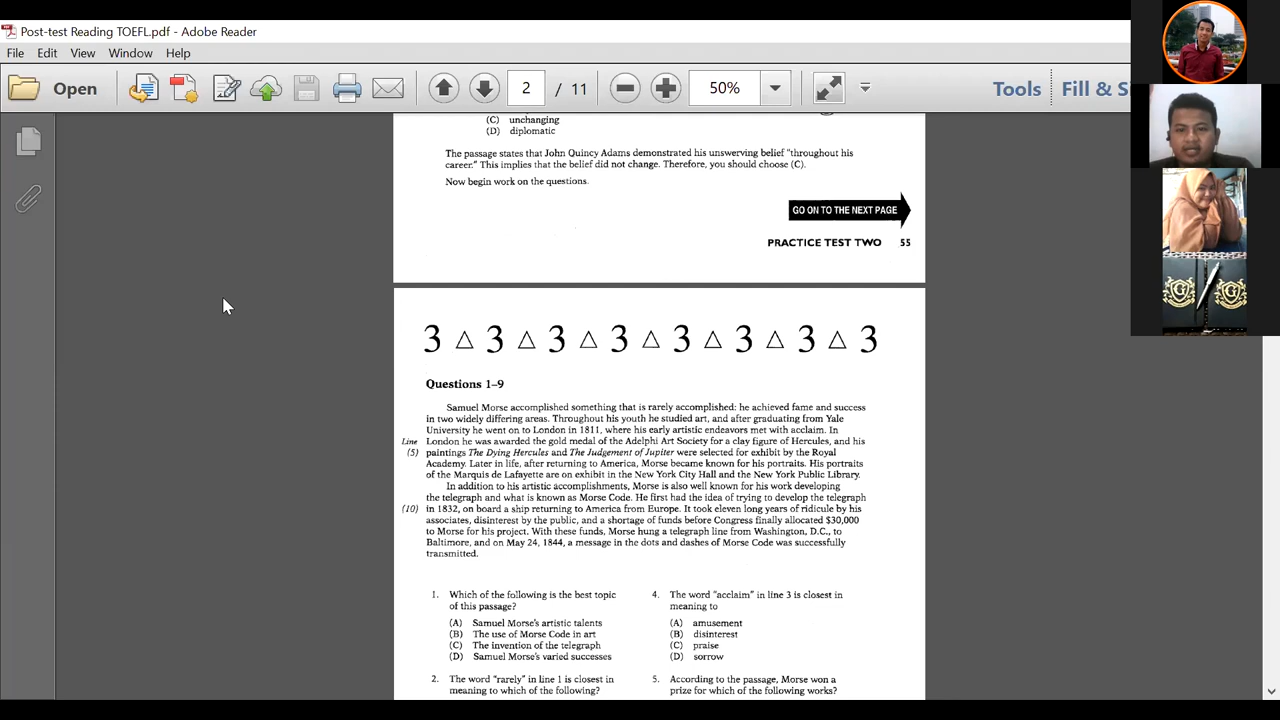 Post-test Reading TOEFL.pdf - Adobe Reader
File Edit View Window Help
Open
2 / 11
50%
Tools
Fill & S
(C) unchanging
(D) diplomatic
The passage states that John Quincy Adams demonstrated his unswerving belief "throughout his
career." This implies that the belief did not change. Therefore, you should choose (C).
Now begin work on the questions.
GO ON TO THE NEXT PAGE
PRACTICE TEST TWO 55
3 △ 3 △ 3 △ 3 △ 3 △ 3 △ 3 △ 3
Questions 1–9
Samuel Morse accomplished something that is rarely accomplished: he achieved fame and success
in two widely differing areas. Throughout his youth he studied art, and after graduating from Yale
University he went on to London in 1811, where his early artistic endeavors met with acclaim. In
Line London he was awarded the gold medal of the Adelphi Art Society for a clay figure of Hercules, and his
(5) paintings The Dying Hercules and The Judgement of Jupiter were selected for exhibit by the Royal
Academy. Later in life, after returning to America, Morse became known for his portraits. His portraits
of the Marquis de Lafayette are on exhibit in the New York City Hall and the New York Public Library.
In addition to his artistic accomplishments, Morse is also well known for his work developing
the telegraph and what is known as Morse Code. He first had the idea of trying to develop the telegraph
(10) in 1832, on board a ship returning to America from Europe. It took eleven long years of ridicule by his
associates, disinterest by the public, and a shortage of funds before Congress finally allocated $30,000
to Morse for his project. With these funds, Morse hung a telegraph line from Washington, D.C., to
Baltimore, and on May 24, 1844, a message in the dots and dashes of Morse Code was successfully
transmitted.
1. Which of the following is the best topic
of this passage?
(A) Samuel Morse's artistic talents
(B) The use of Morse Code in art
(C) The invention of the telegraph
(D) Samuel Morse's varied successes
2. The word "rarely" in line 1 is closest in
meaning to which of the following?
4. The word "acclaim" in line 3 is closest in
meaning to
(A) amusement
(B) disinterest
(C) praise
(D) sorrow
5. According to the passage, Morse won a
prize for which of the following works?
G G